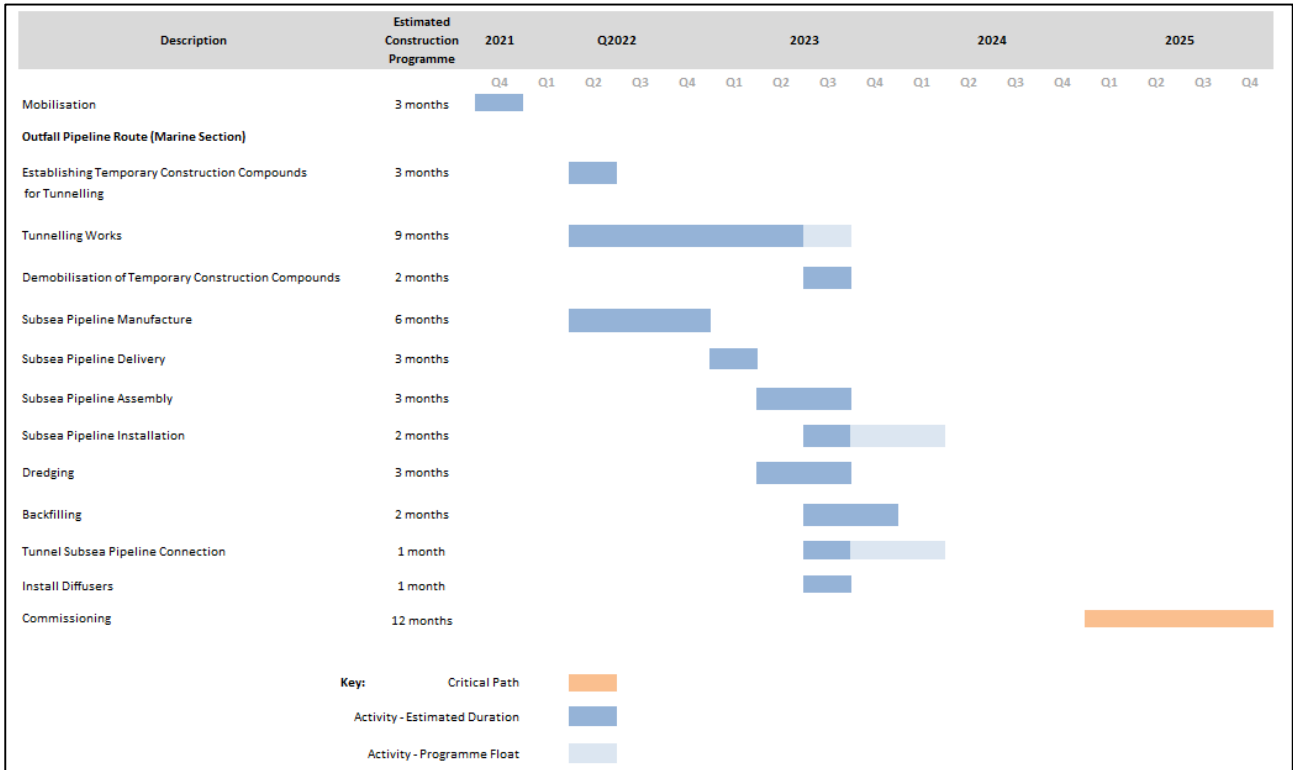 Description Estimated Construction Programme 2021 Q2022 2023 2024 2025
Q4 Q1 Q2 Q3 Q4 Q1 Q2 Q3 Q4 Q1 Q2 Q3 Q4 Q1 Q2 Q3 Q4
Mobilisation 3 months
Outfall Pipeline Route (Marine Section)
Establishing Temporary Construction Compounds 3 months
for Tunnelling
Tunnelling Works 9 months
Demobilisation of Temporary Construction Compounds 2 months
Subsea Pipeline Manufacture 6 months
Subsea Pipeline Delivery 3 months
Subsea Pipeline Assembly 3 months
Subsea Pipeline Installation 2 months
Dredging 3 months
Backfilling 2 months
Tunnel Subsea Pipeline Connection 1 month
Install Diffusers 1 month
Commissioning 12 months
Key: Critical Path
Activity - Estimated Duration
Activity - Programme Float